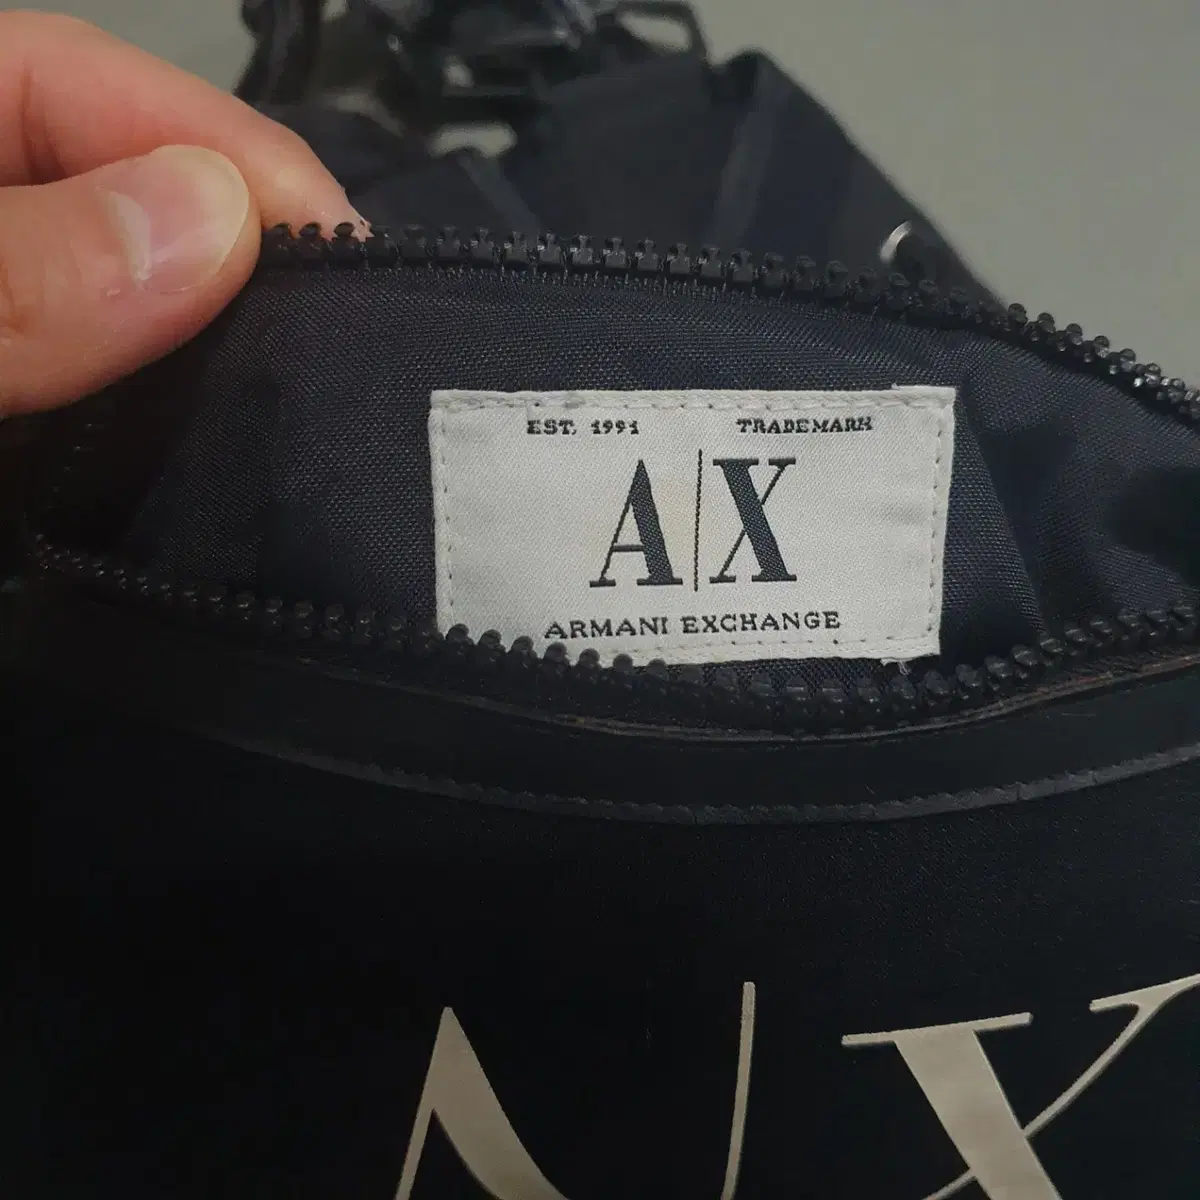 EST. 1991 TRADEMARK
A|X
ARMANI EXCHANGE
A|X